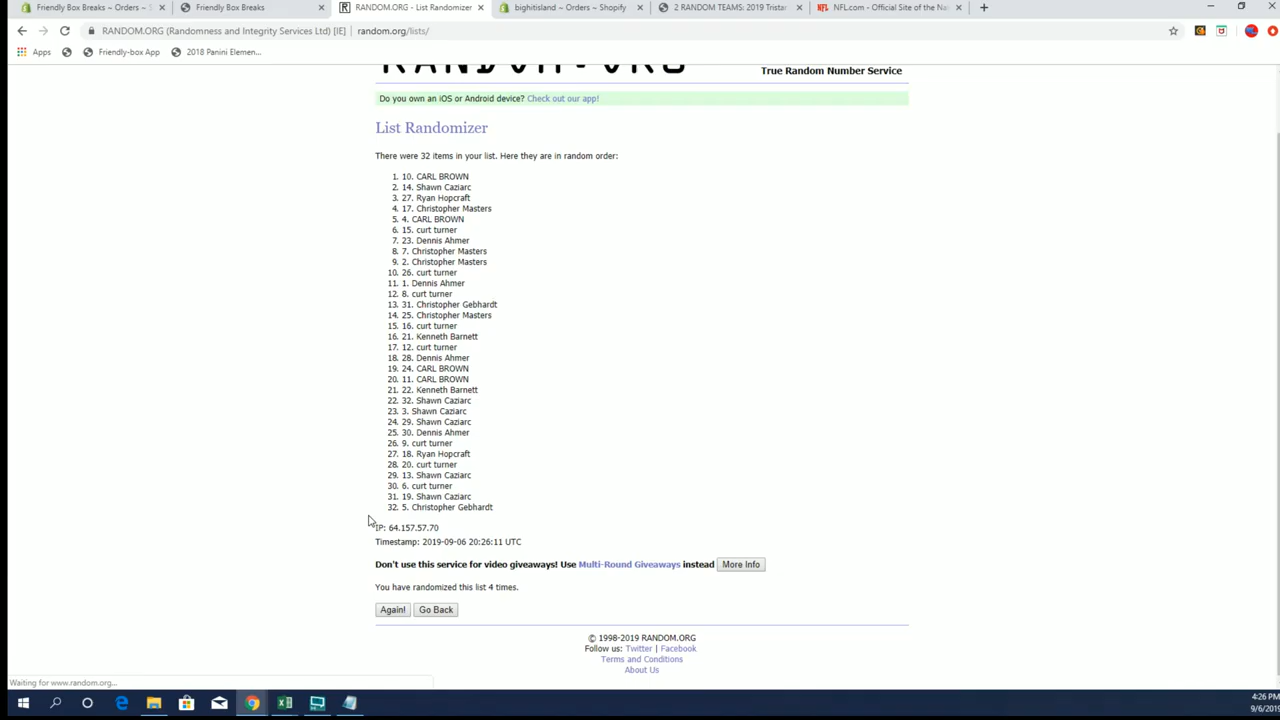 Friendly Box Breaks ~ Orders ~ S
Friendly Box Breaks
RANDOM.ORG - List Randomizer
bighitisland ~ Orders ~ Shopify
2 RANDOM TEAMS: 2019 Tristar
NFL.com - Official Site of the Nat
RANDOM.ORG (Randomness and Integrity Services Ltd) [IE] | random.org/lists/
Apps
Friendly-box App
2018 Panini Elemen...
RANDOM.ORG
True Random Number Service
Do you own an iOS or Android device? Check out our app!
List Randomizer
There were 32 items in your list. Here they are in random order:
1. 10. CARL BROWN
2. 14. Shawn Caziarc
3. 27. Ryan Hopcraft
4. 17. Christopher Masters
5. 4. CARL BROWN
6. 15. curt turner
7. 23. Dennis Ahmer
8. 7. Christopher Masters
9. 2. Christopher Masters
10. 26. curt turner
11. 1. Dennis Ahmer
12. 8. curt turner
13. 31. Christopher Gebhardt
14. 25. Christopher Masters
15. 16. curt turner
16. 21. Kenneth Barnett
17. 12. curt turner
18. 28. Dennis Ahmer
19. 24. CARL BROWN
20. 11. CARL BROWN
21. 22. Kenneth Barnett
22. 32. Shawn Caziarc
23. 3. Shawn Caziarc
24. 29. Shawn Caziarc
25. 30. Dennis Ahmer
26. 9. curt turner
27. 18. Ryan Hopcraft
28. 20. curt turner
29. 13. Shawn Caziarc
30. 6. curt turner
31. 19. Shawn Caziarc
32. 5. Christopher Gebhardt
IP: 64.157.57.70
Timestamp: 2019-09-06 20:26:11 UTC
Don't use this service for video giveaways! Use Multi-Round Giveaways instead More Info
You have randomized this list 4 times.
Again! Go Back
© 1998-2019 RANDOM.ORG
Follow us: Twitter | Facebook
Terms and Conditions
About Us
Waiting for www.random.org...
4:26 PM
9/6/2019